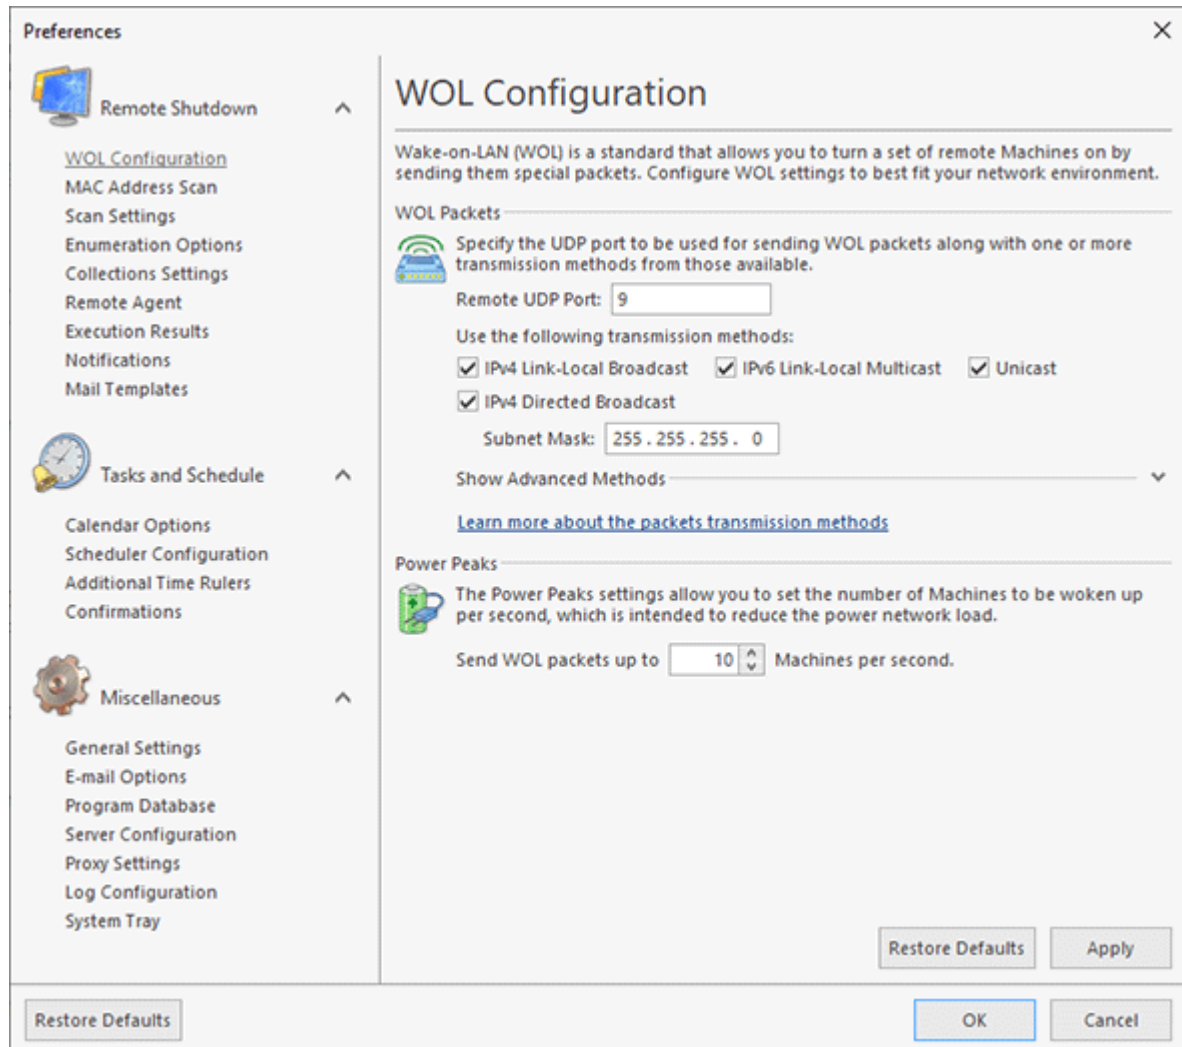 Preferences
Remote Shutdown
WOL Configuration
MAC Address Scan
Scan Settings
Enumeration Options
Collections Settings
Remote Agent
Execution Results
Notifications
Mail Templates
Tasks and Schedule
Calendar Options
Scheduler Configuration
Additional Time Rulers
Confirmations
Miscellaneous
General Settings
E-mail Options
Program Database
Server Configuration
Proxy Settings
Log Configuration
System Tray
WOL Configuration
Wake-on-LAN (WOL) is a standard that allows you to turn a set of remote Machines on by
sending them special packets. Configure WOL settings to best fit your network environment.
WOL Packets
Specify the UDP port to be used for sending WOL packets along with one or more
transmission methods from those available.
Remote UDP Port: 9
Use the following transmission methods:
IPv4 Link-Local Broadcast IPv6 Link-Local Multicast Unicast
IPv4 Directed Broadcast
Subnet Mask: 255 . 255 . 255 . 0
Show Advanced Methods
Learn more about the packets transmission methods
Power Peaks
The Power Peaks settings allow you to set the number of Machines to be woken up
per second, which is intended to reduce the power network load.
Send WOL packets up to 10 Machines per second.
Restore Defaults Apply
Restore Defaults OK Cancel